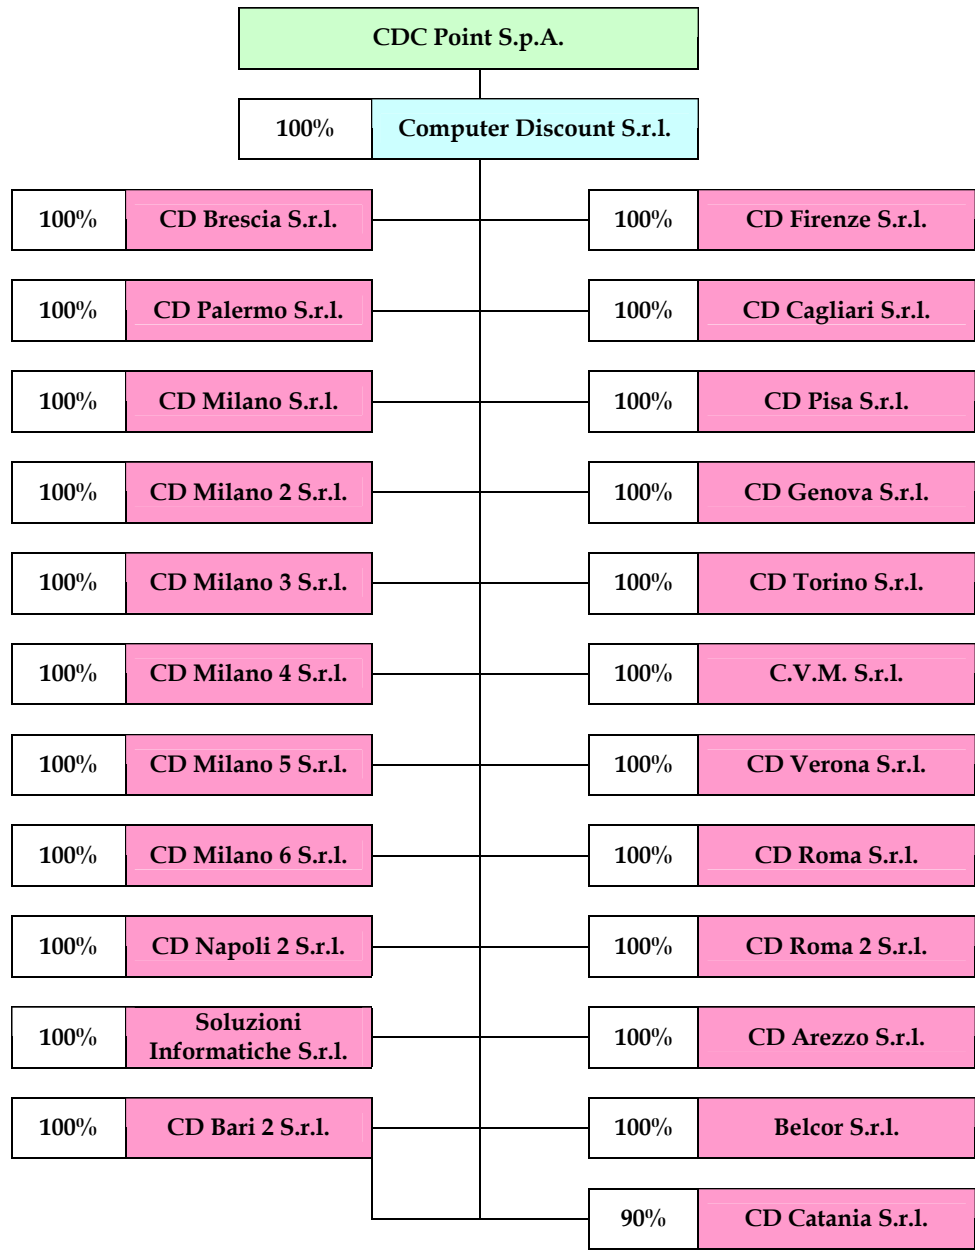 CDC Point S.p.A.
100% Computer Discount S.r.l.
100% CD Brescia S.r.l. 100% CD Firenze S.r.l.
100% CD Palermo S.r.l. 100% CD Cagliari S.r.l.
100% CD Milano S.r.l. 100% CD Pisa S.r.l.
100% CD Milano 2 S.r.l. 100% CD Genova S.r.l.
100% CD Milano 3 S.r.l. 100% CD Torino S.r.l.
100% CD Milano 4 S.r.l. 100% C.V.M. S.r.l.
100% CD Milano 5 S.r.l. 100% CD Verona S.r.l.
100% CD Milano 6 S.r.l. 100% CD Roma S.r.l.
100% CD Napoli 2 S.r.l. 100% CD Roma 2 S.r.l.
100% Soluzioni
Informatiche S.r.l. 100% CD Arezzo S.r.l.
100% CD Bari 2 S.r.l. 100% Belcor S.r.l.
90% CD Catania S.r.l.